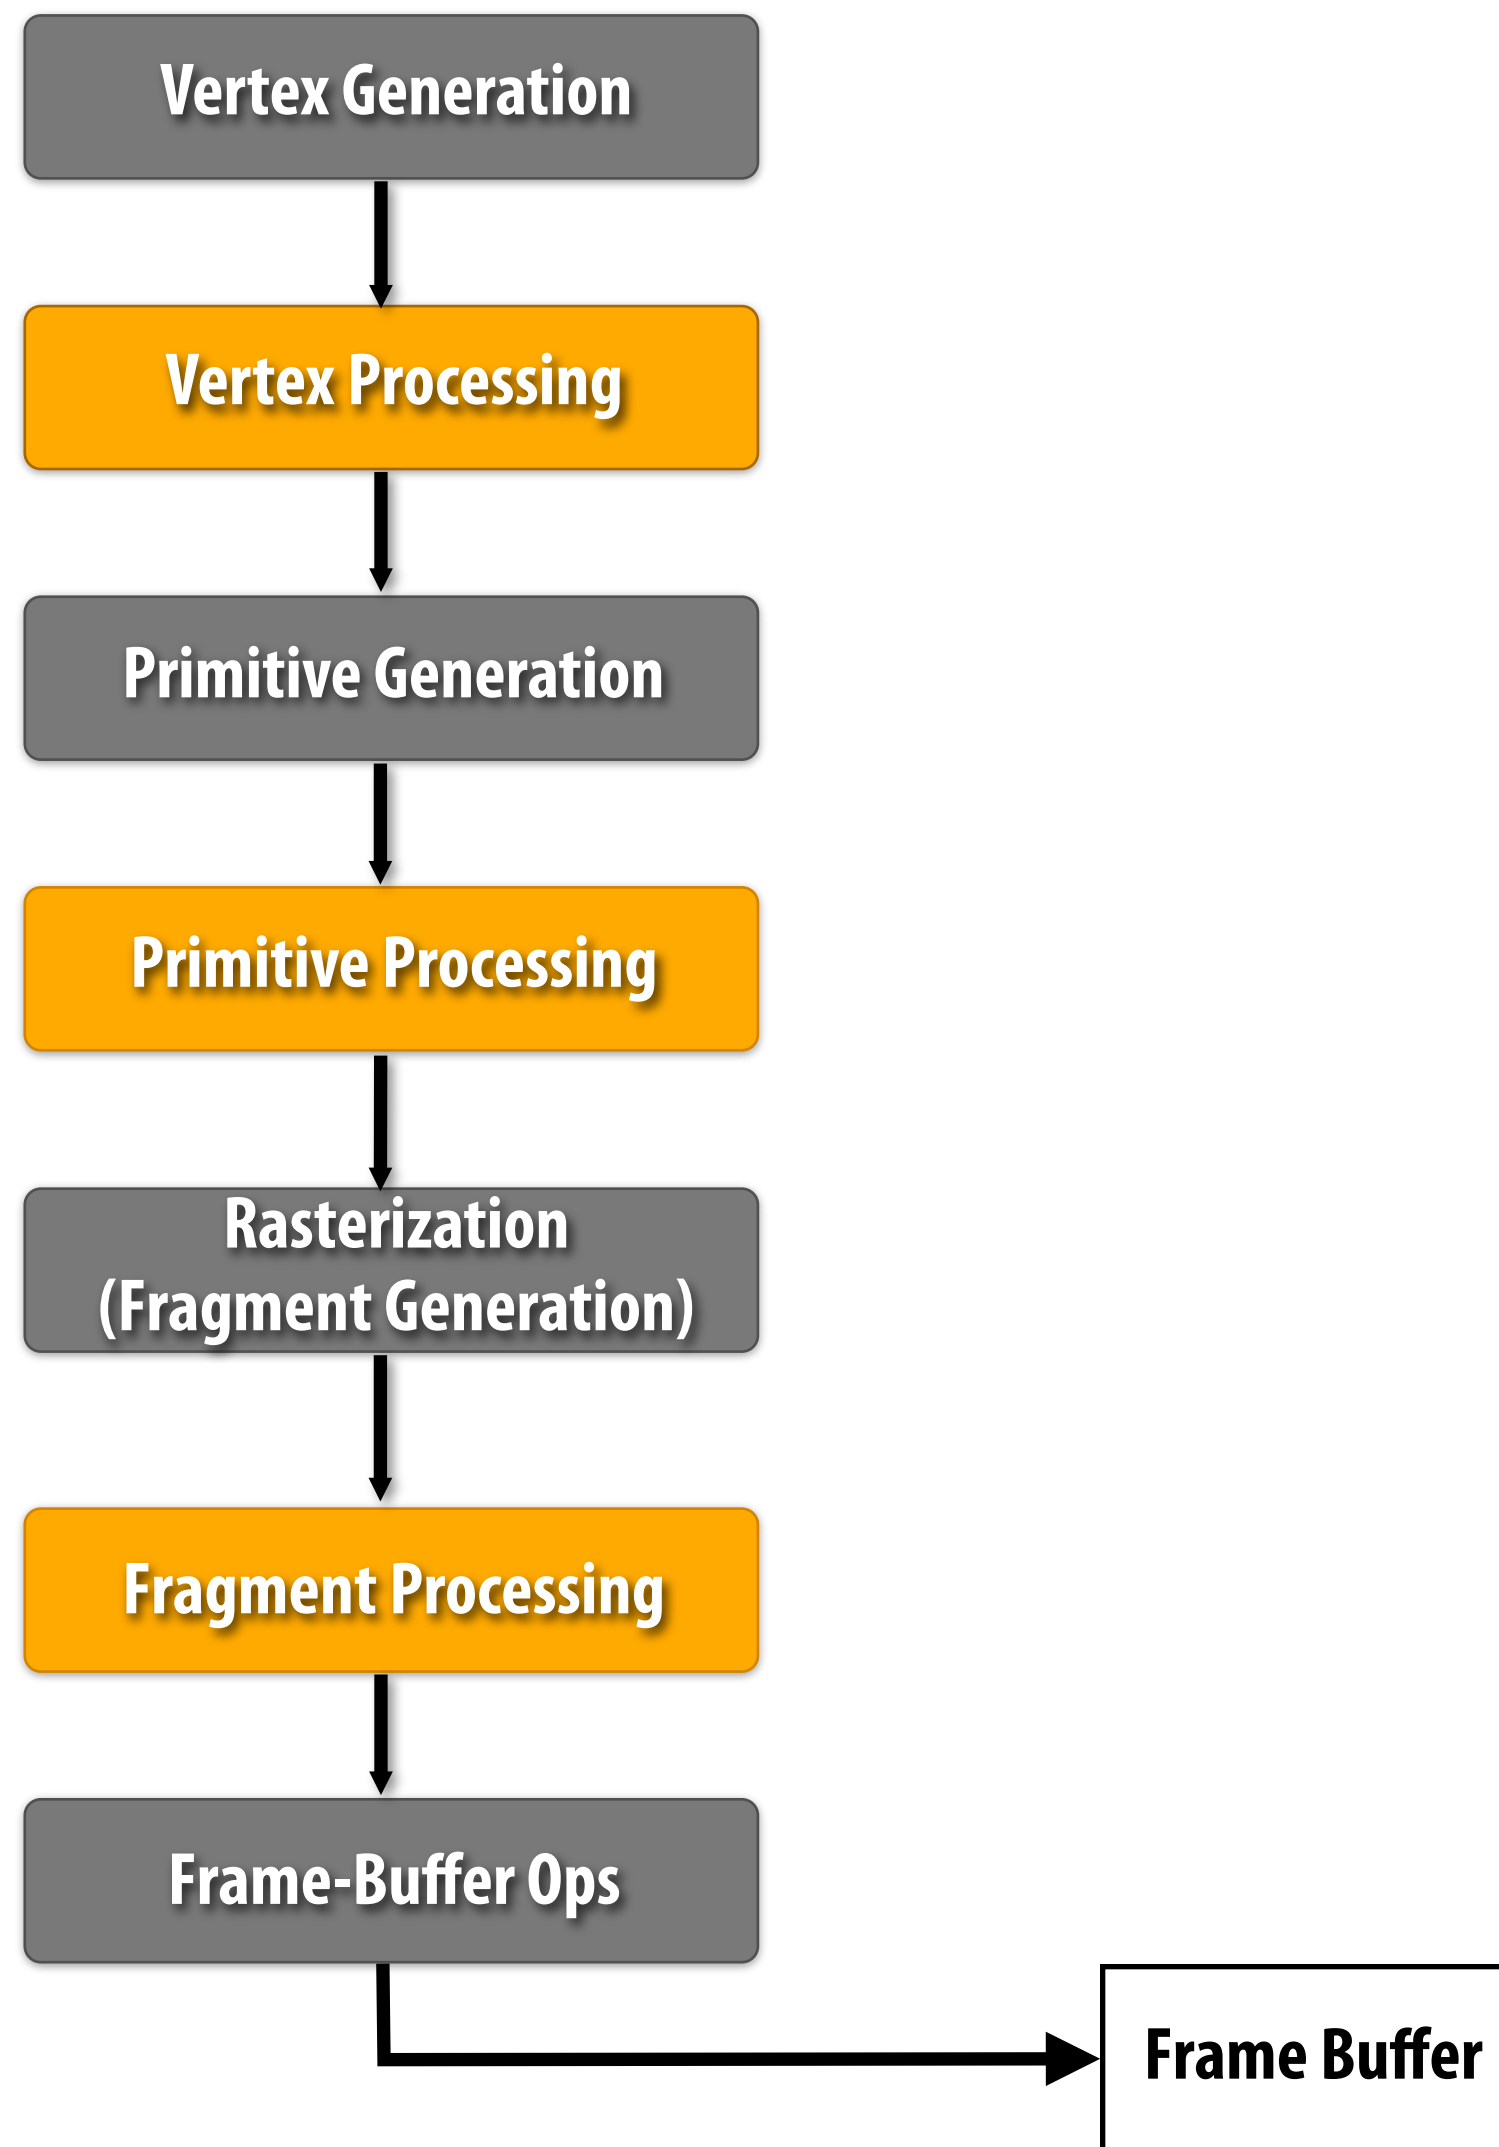 Vertex Generation
Vertex Processing
Primitive Generation
Primitive Processing
Rasterization
(Fragment Generation)
Fragment Processing
Frame-Buffer Ops
Frame Buffer